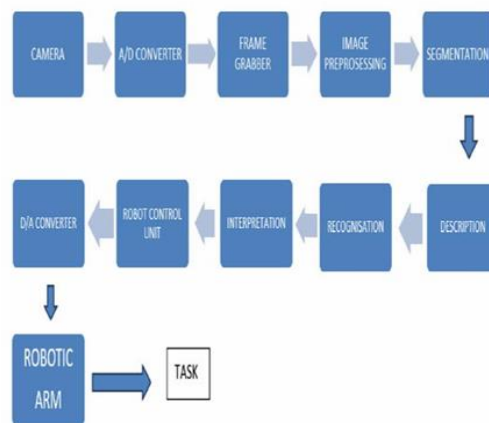 CAMERA
A/D CONVERTER
FRAME
GRABBER
IMAGE
PREPROSESSING
SEGMENTATION
D/A CONVERTER
ROBOT CONTROL
UNIT
INTERPRETATION
RECOGNISATION
DESCRIPTION
ROBOTIC
ARM
TASK